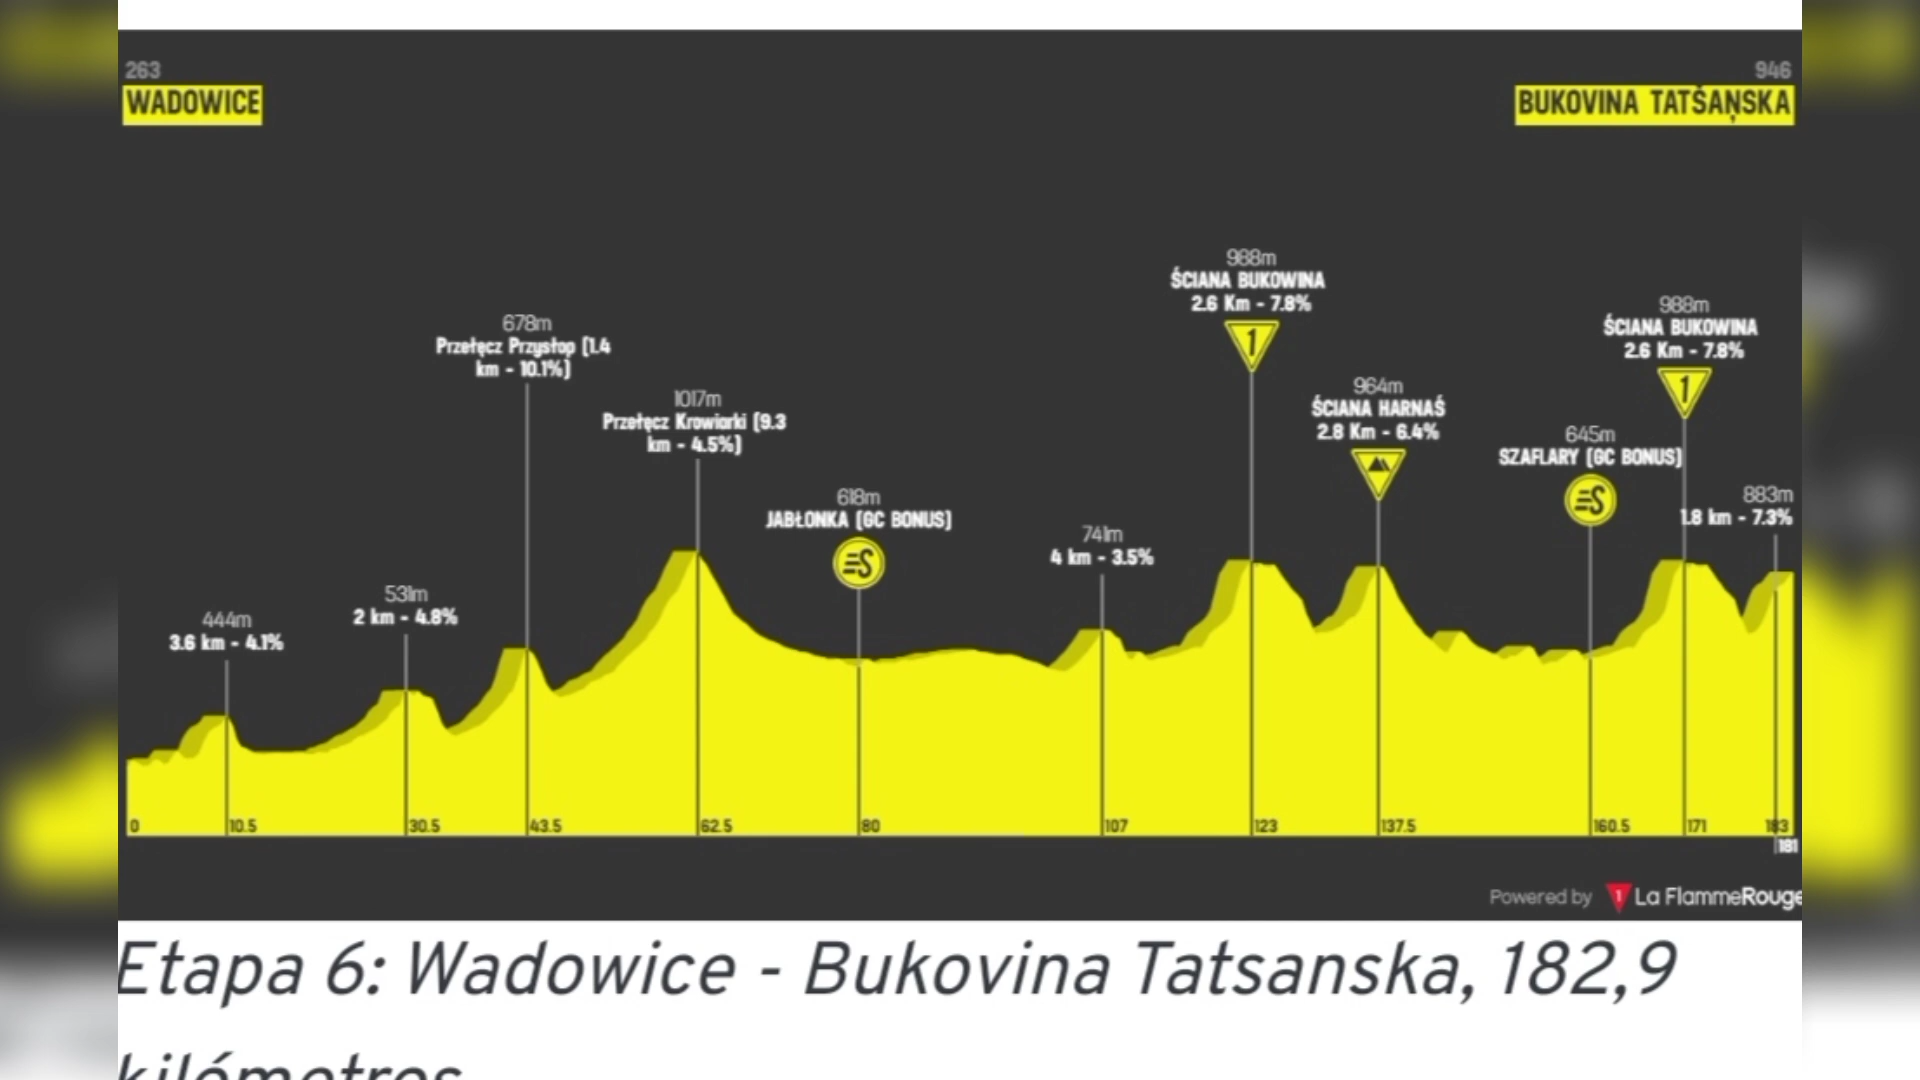 263
WADOWICE
946
BUKOVINA TATŠAŅSKA
444m
3.6 km - 4.1%
531m
2 km - 4.8%
678m
Przełęcz Przysłop (1.4
km - 10.1%)
1017m
Przełęcz Krowiarki (9.3
km - 4.5%)
618m
JABŁONKA (GC BONUS)
S
741m
4 km - 3.5%
988m
ŚCIANA BUKOWINA
2.6 Km - 7.8%
1
964m
ŚCIANA HARNAŚ
2.8 Km - 6.4%
645m
SZAFLARY (GC BONUS)
S
988m
ŚCIANA BUKOWINA
2.6 Km - 7.8%
1
883m
1.8 km - 7.3%
0 10.5 30.5 43.5 62.5 80 107 123 137.5 160.5 171 183
181
Powered by 1 La FlammeRouge
Etapa 6: Wadowice - Bukovina Tatsanska, 182,9
kilómetros